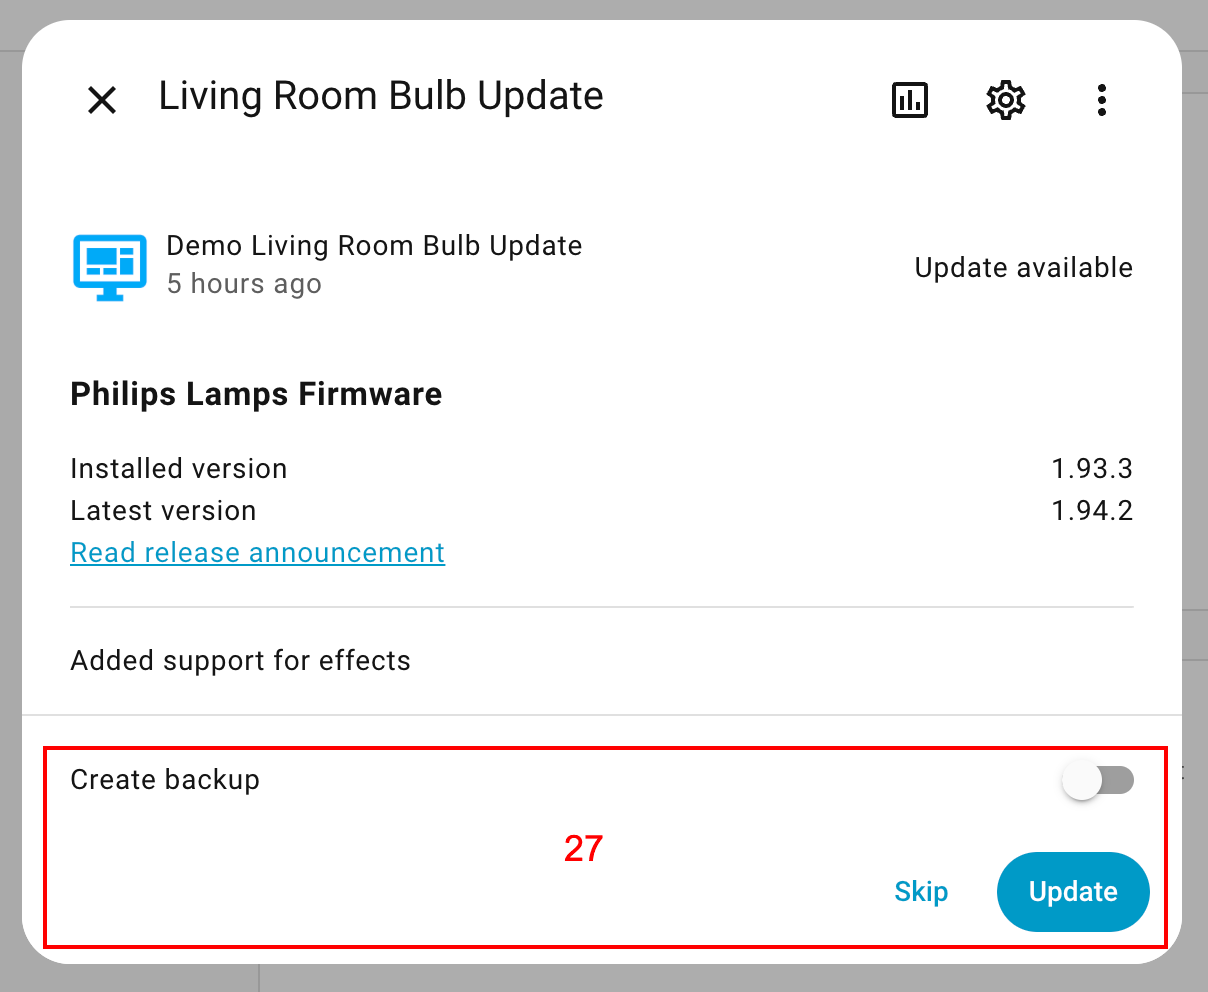 Living Room Bulb Update
Demo Living Room Bulb Update
5 hours ago
Update available
Philips Lamps Firmware
Installed version 1.93.3
Latest version 1.94.2
Read release announcement
Added support for effects
Create backup
27
Skip Update